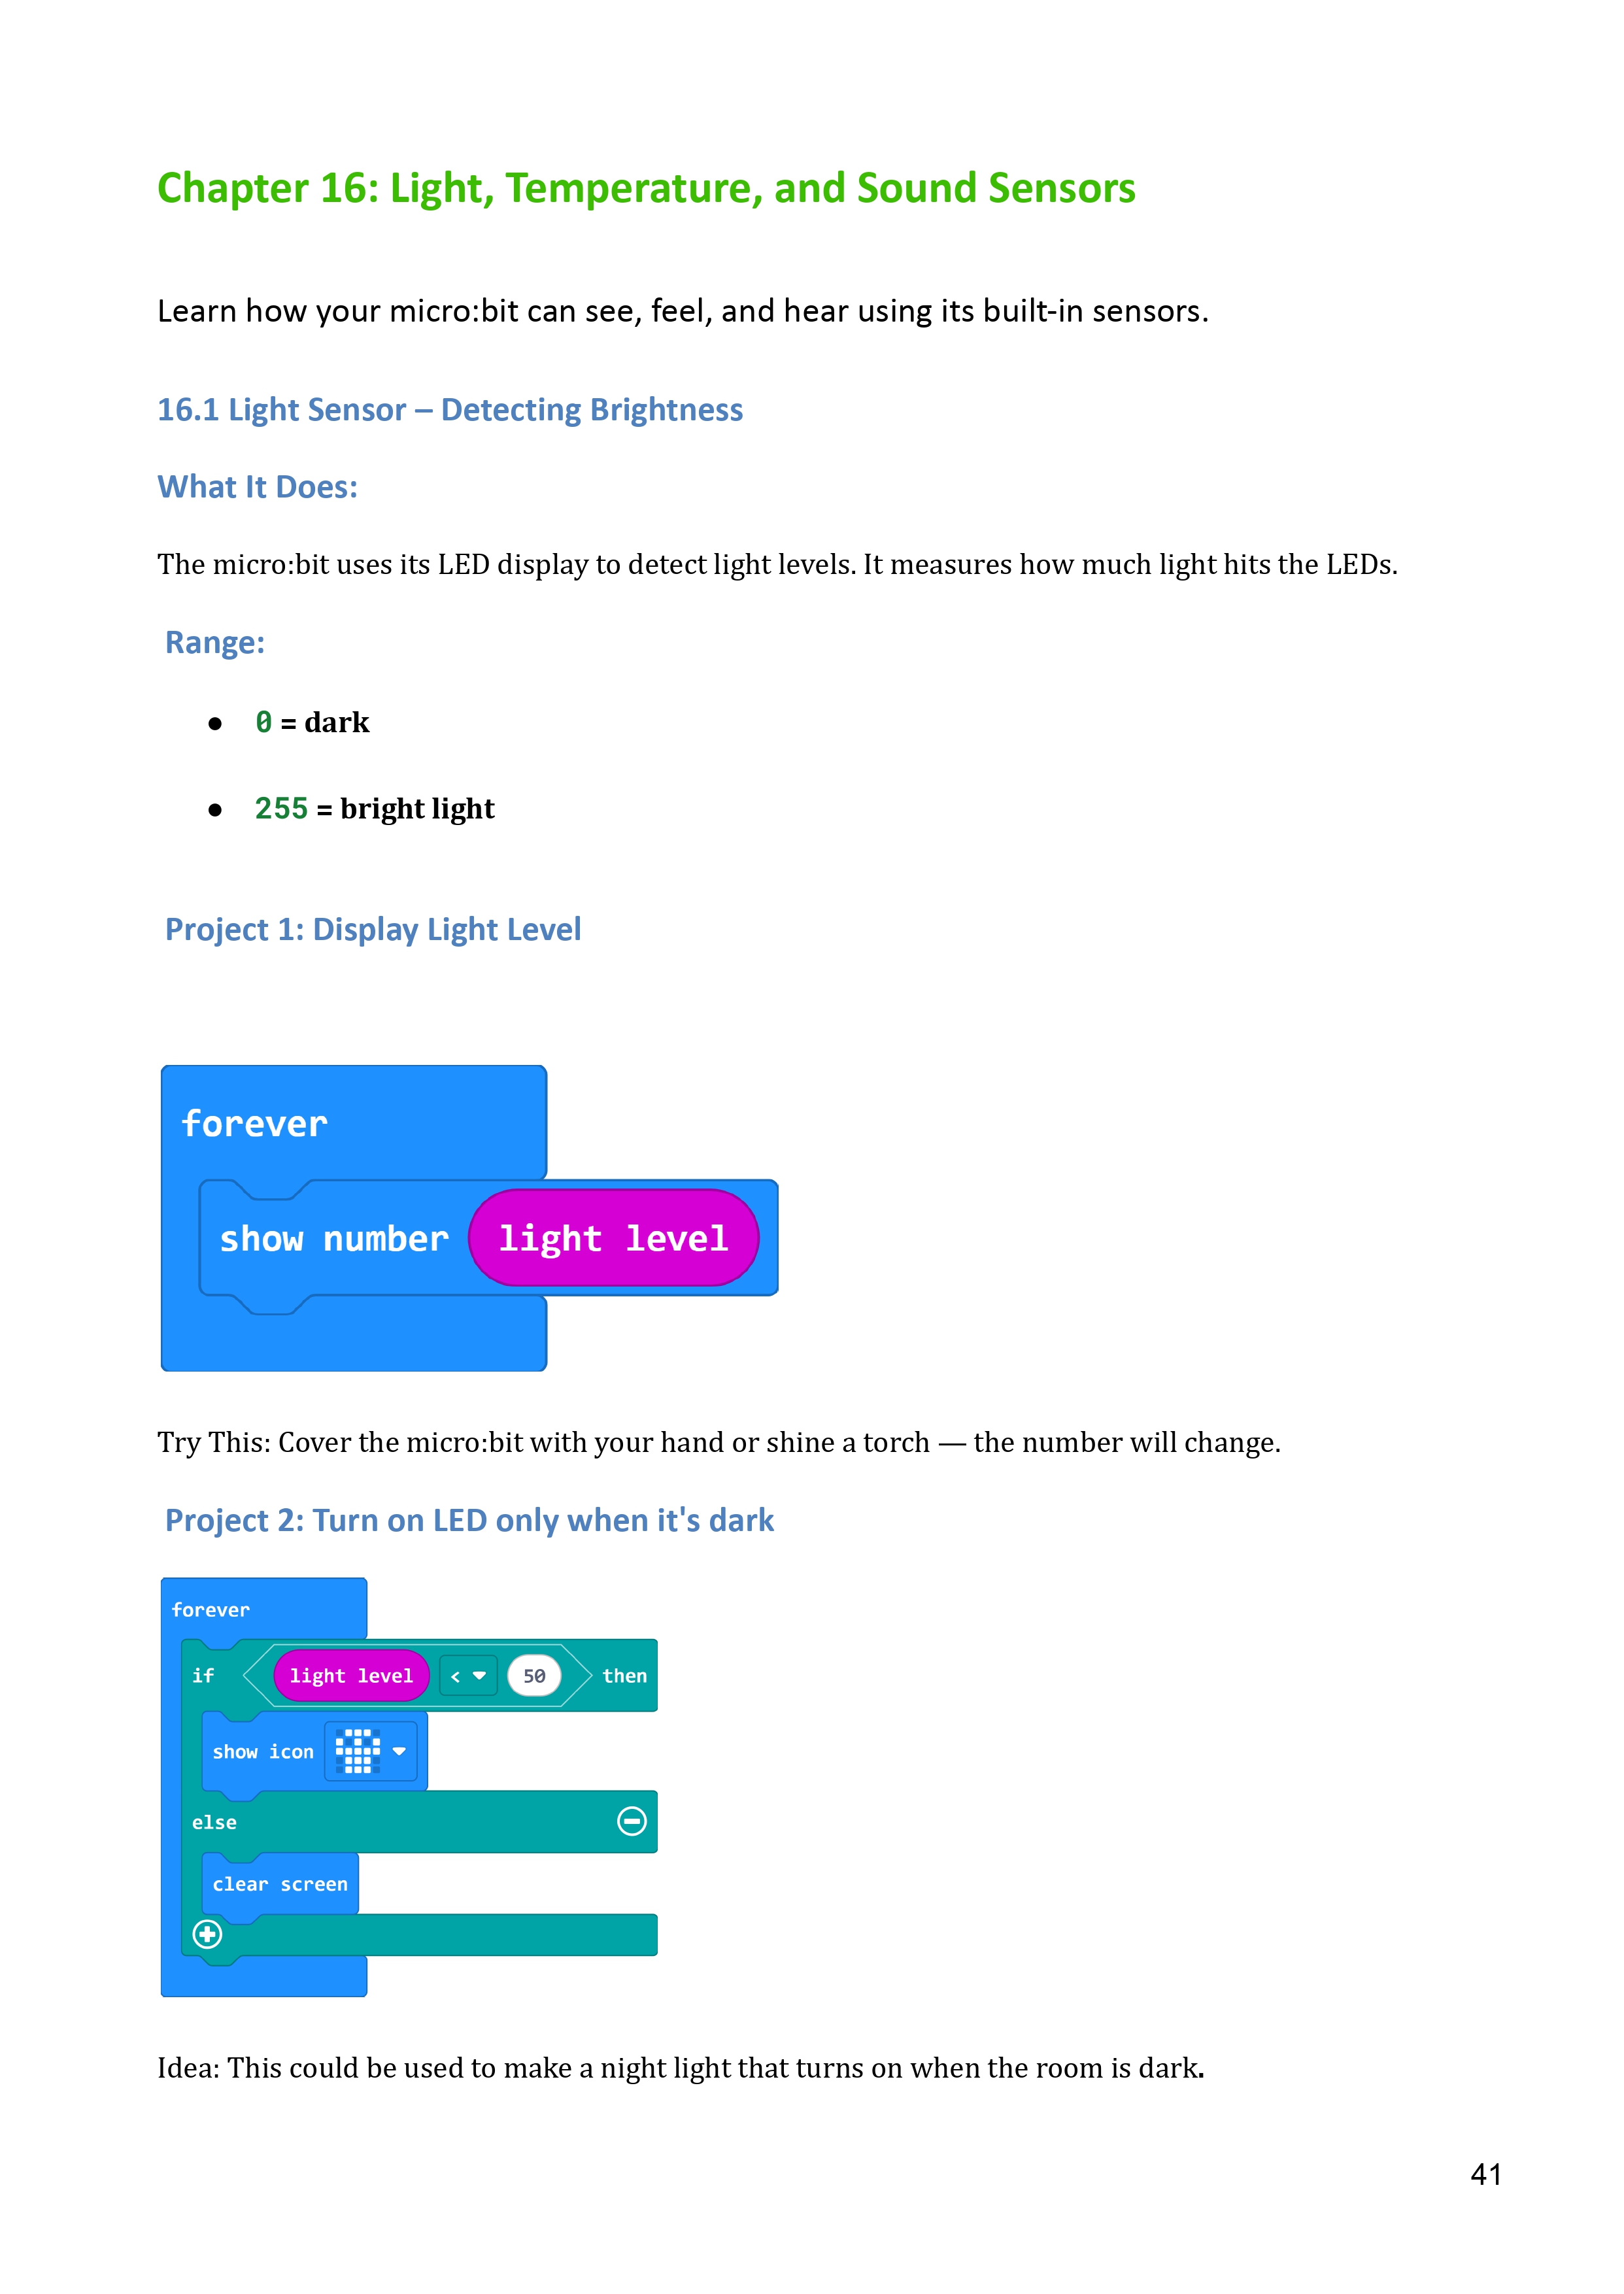 Chapter 16: Light, Temperature, and Sound Sensors
Learn how your micro:bit can see, feel, and hear using its built-in sensors.
16.1 Light Sensor – Detecting Brightness
What It Does:
The micro:bit uses its LED display to detect light levels. It measures how much light hits the LEDs.
Range:
● 0 = dark
● 255 = bright light
Project 1: Display Light Level
forever
show number light level
Try This: Cover the micro:bit with your hand or shine a torch — the number will change.
Project 2: Turn on LED only when it's dark
forever
if light level < 50 then
show icon
else
clear screen
Idea: This could be used to make a night light that turns on when the room is dark.
41